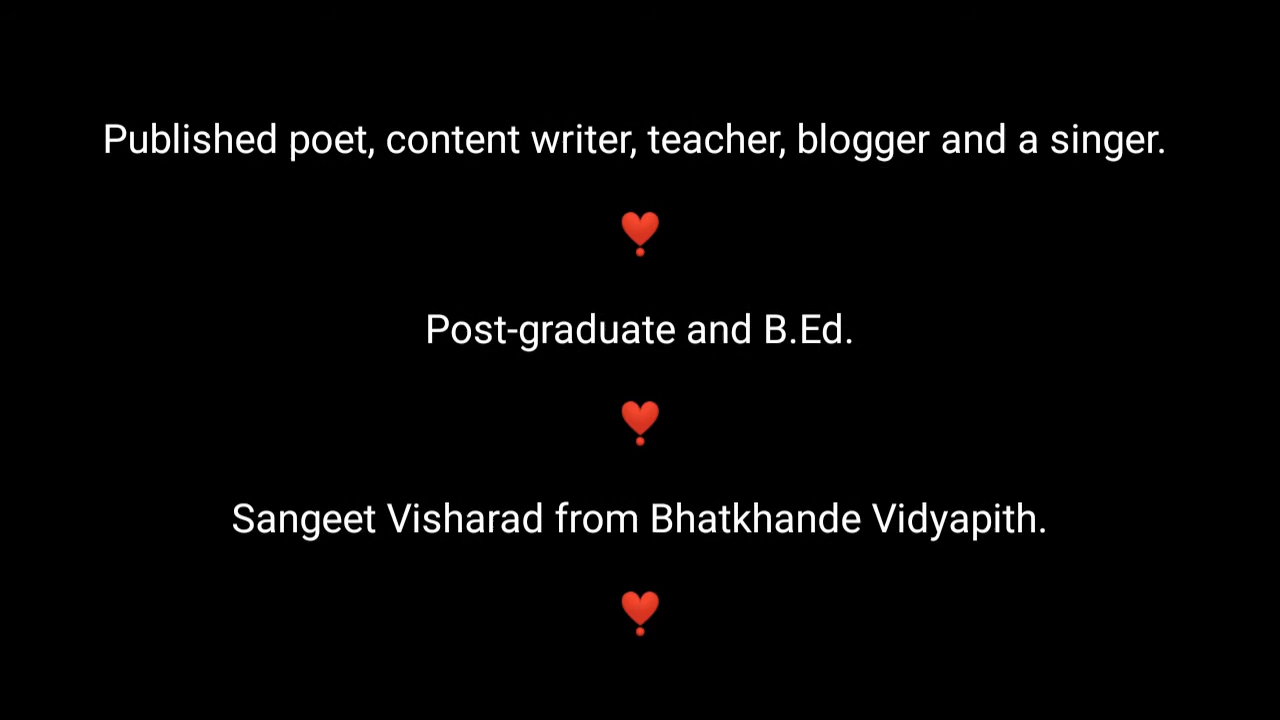 Published poet, content writer, teacher, blogger and a singer.
❣️
Post-graduate and B.Ed.
❣️
Sangeet Visharad from Bhatkhande Vidyapith.
❣️